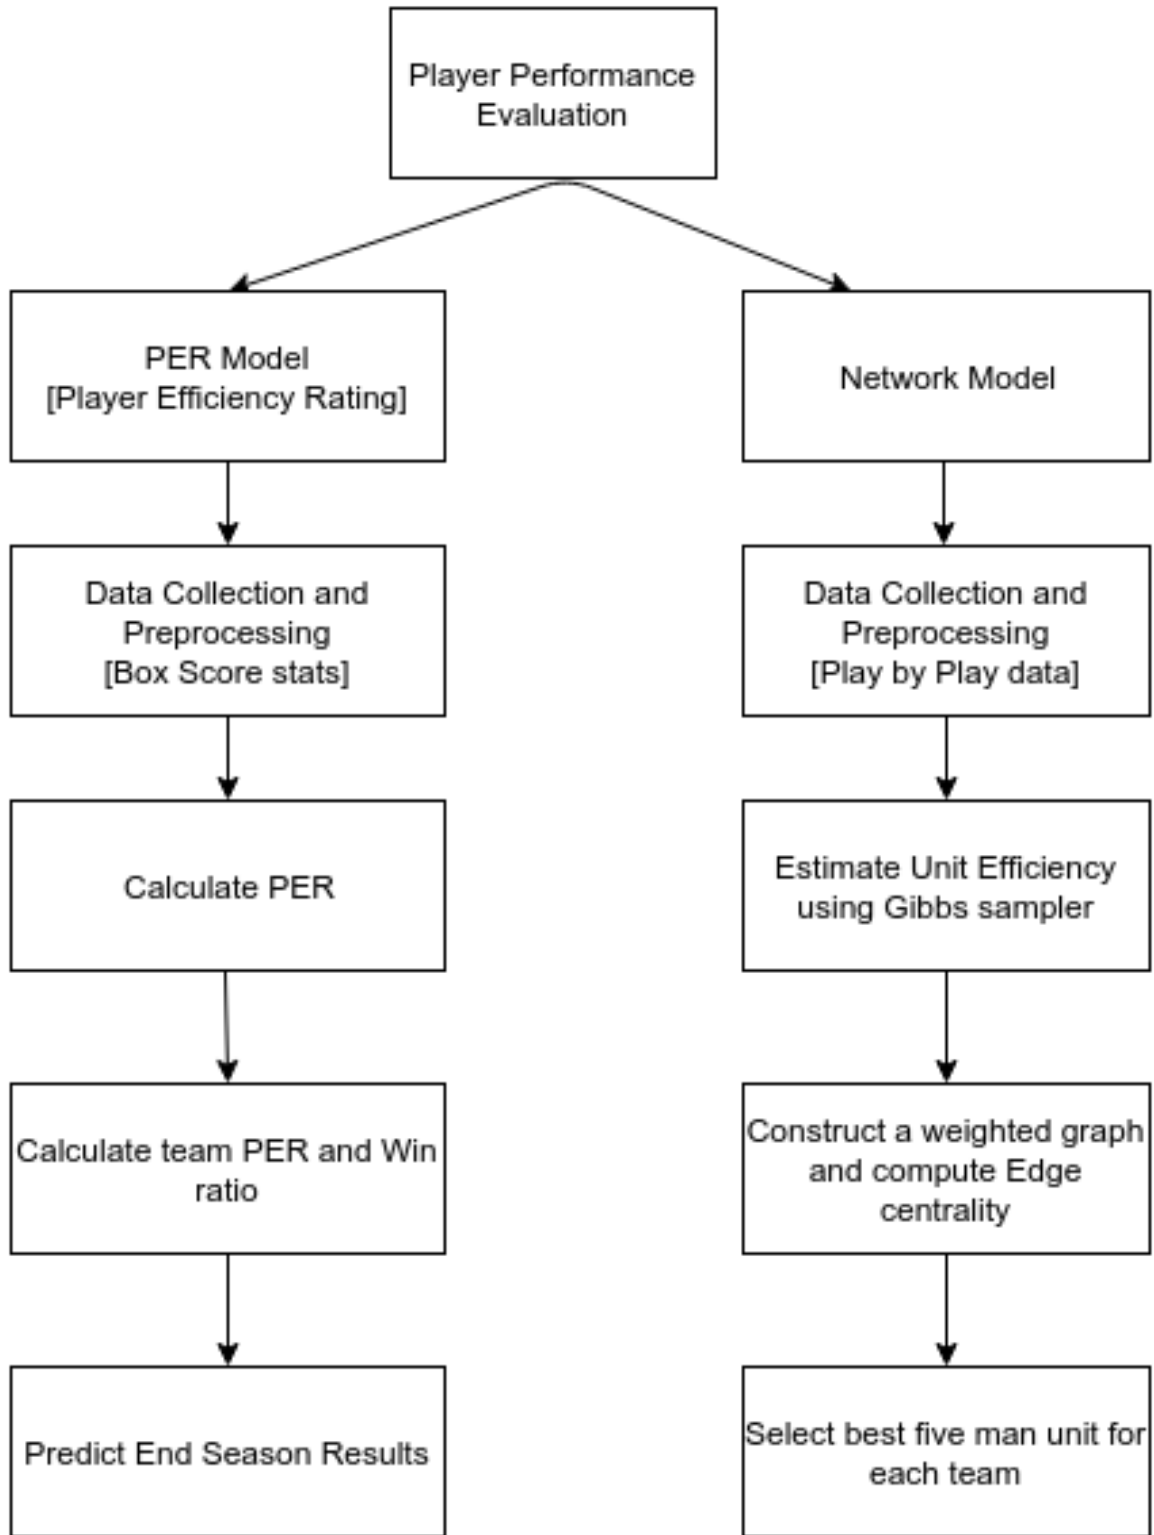 Player Performance
Evaluation
PER Model
[Player Efficiency Rating]
Network Model
Data Collection and
Preprocessing
[Box Score stats]
Data Collection and
Preprocessing
[Play by Play data]
Calculate PER
Estimate Unit Efficiency
using Gibbs sampler
Calculate team PER and Win
ratio
Construct a weighted graph
and compute Edge
centrality
Predict End Season Results
Select best five man unit for
each team